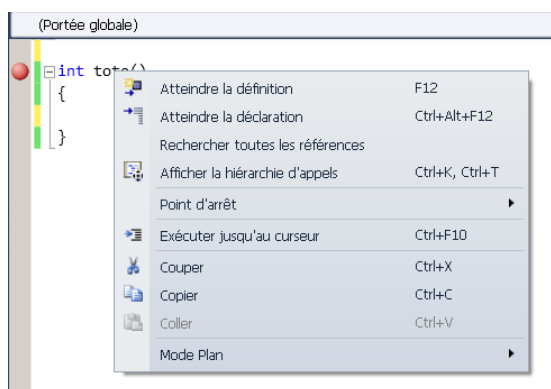 (Portée globale)
int toto()
{
}
Atteindre la définition F12
Atteindre la déclaration Ctrl+Alt+F12
Rechercher toutes les références
Afficher la hiérarchie d'appels Ctrl+K, Ctrl+T
Point d'arrêt
Exécuter jusqu'au curseur Ctrl+F10
Couper Ctrl+X
Copier Ctrl+C
Coller Ctrl+V
Mode Plan